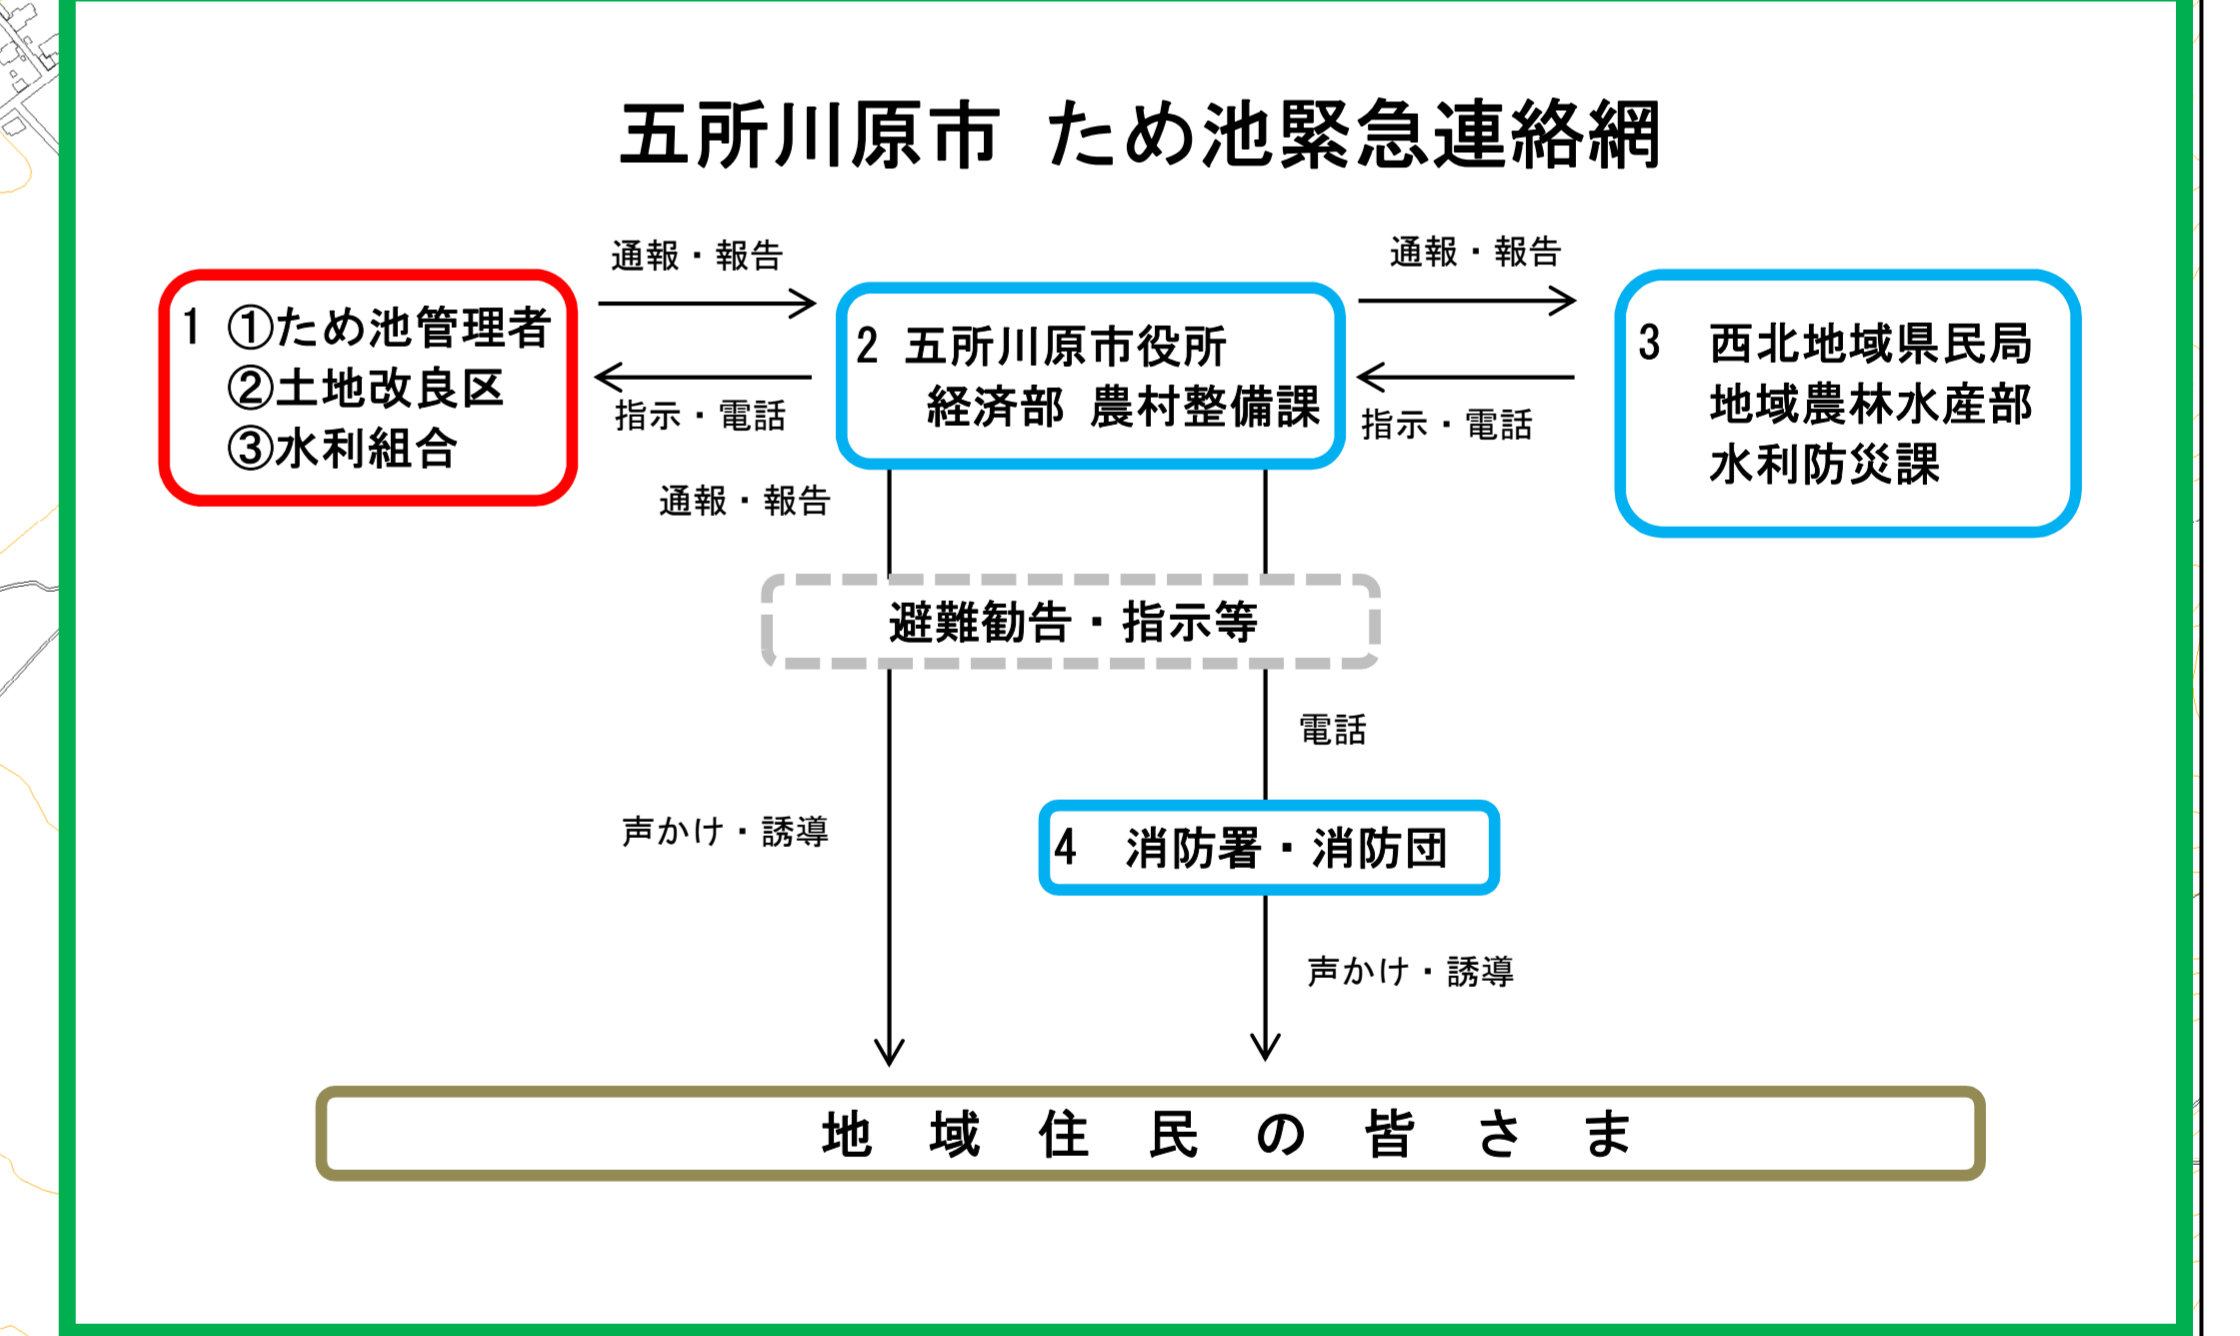 五所川原市 ため池緊急連絡網
通報・報告
通報・報告
1 ①ため池管理者
②土地改良区
③水利組合
2 五所川原市役所
経済部 農村整備課
3 西北地域県民局
地域農林水産部
水利防災課
指示・電話
指示・電話
通報・報告
避難勧告・指示等
電話
声かけ・誘導
4 消防署・消防団
声かけ・誘導
地域住民の皆さま